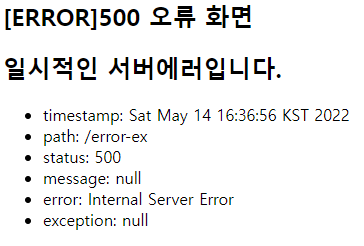 [ERROR]500 오류 화면
일시적인 서버에러입니다.
• timestamp: Sat May 14 16:36:56 KST 2022
• path: /error-ex
• status: 500
• message: null
• error: Internal Server Error
• exception: null